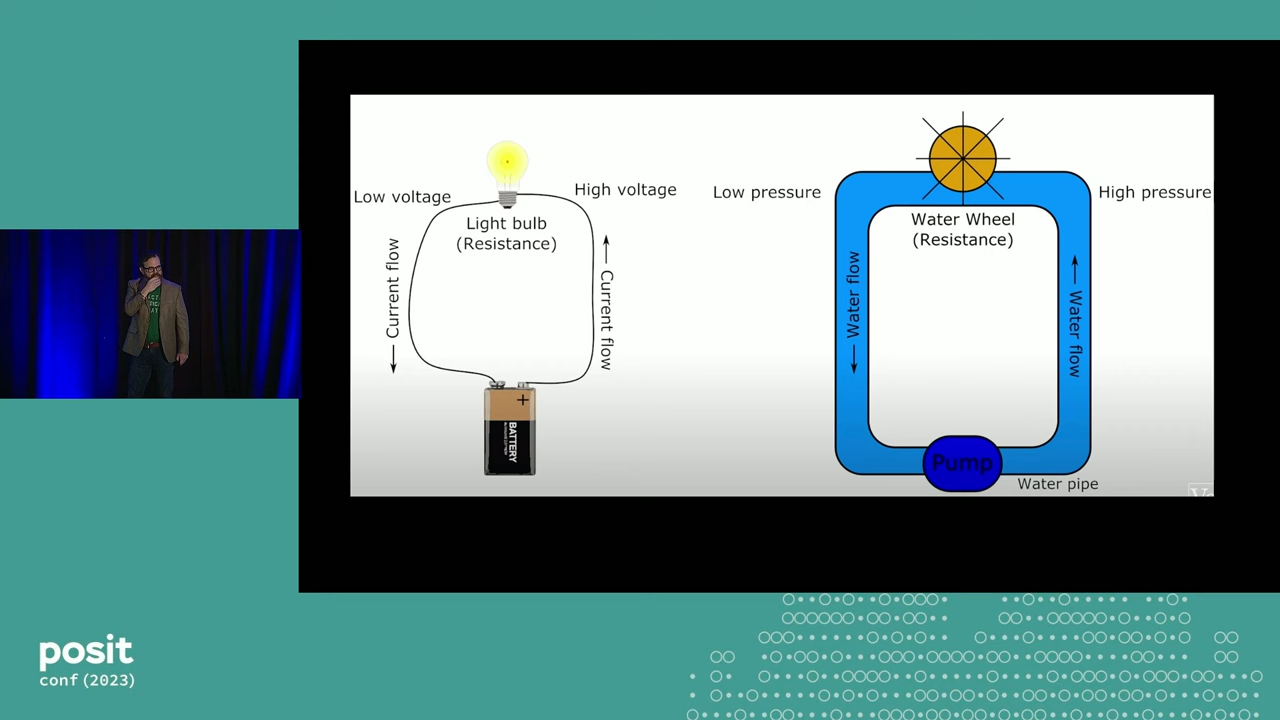 Low voltage
High voltage
Light bulb
(Resistance)
Current flow
Current flow
+
BATTERY
Low pressure
High pressure
Water Wheel
(Resistance)
Water flow
Water flow
Pump
Water pipe
posit
conf(2023)